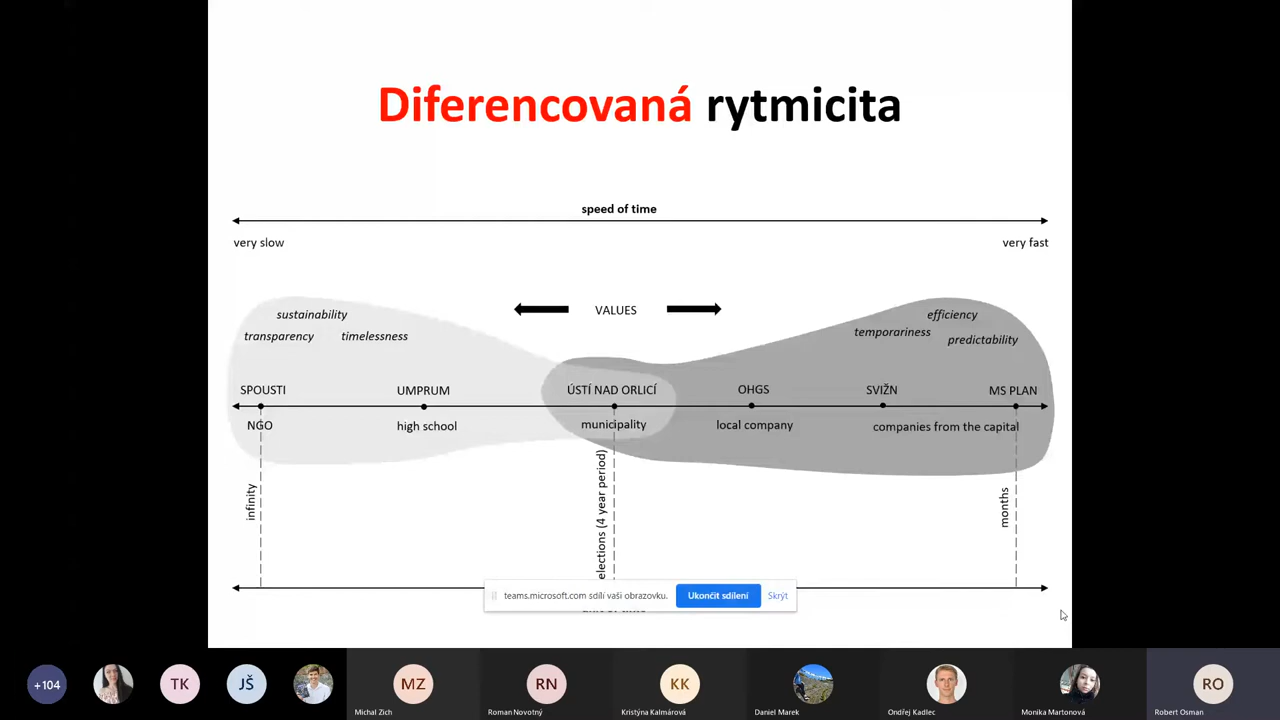 Diferencovaná rytmicita
speed of time
very slow
very fast
VALUES
sustainability
transparency
timelessness
efficiency
temporariness
predictability
SPOUSTI
UMPRUM
ÚSTÍ NAD ORLICÍ
OHGS
SVIŽN
MS PLAN
NGO
high school
municipality
local company
companies from the capital
infinity
elections (4 year period)
months
teams.microsoft.com sdílí vaši obrazovku.
Ukončit sdílení
Skrýt
+104
TK
JŠ
MZ
RN
KK
RO
Michal Zich
Roman Novotný
Kristýna Kalmárová
Daniel Marek
Ondřej Kadlec
Monika Martonová
Robert Osman